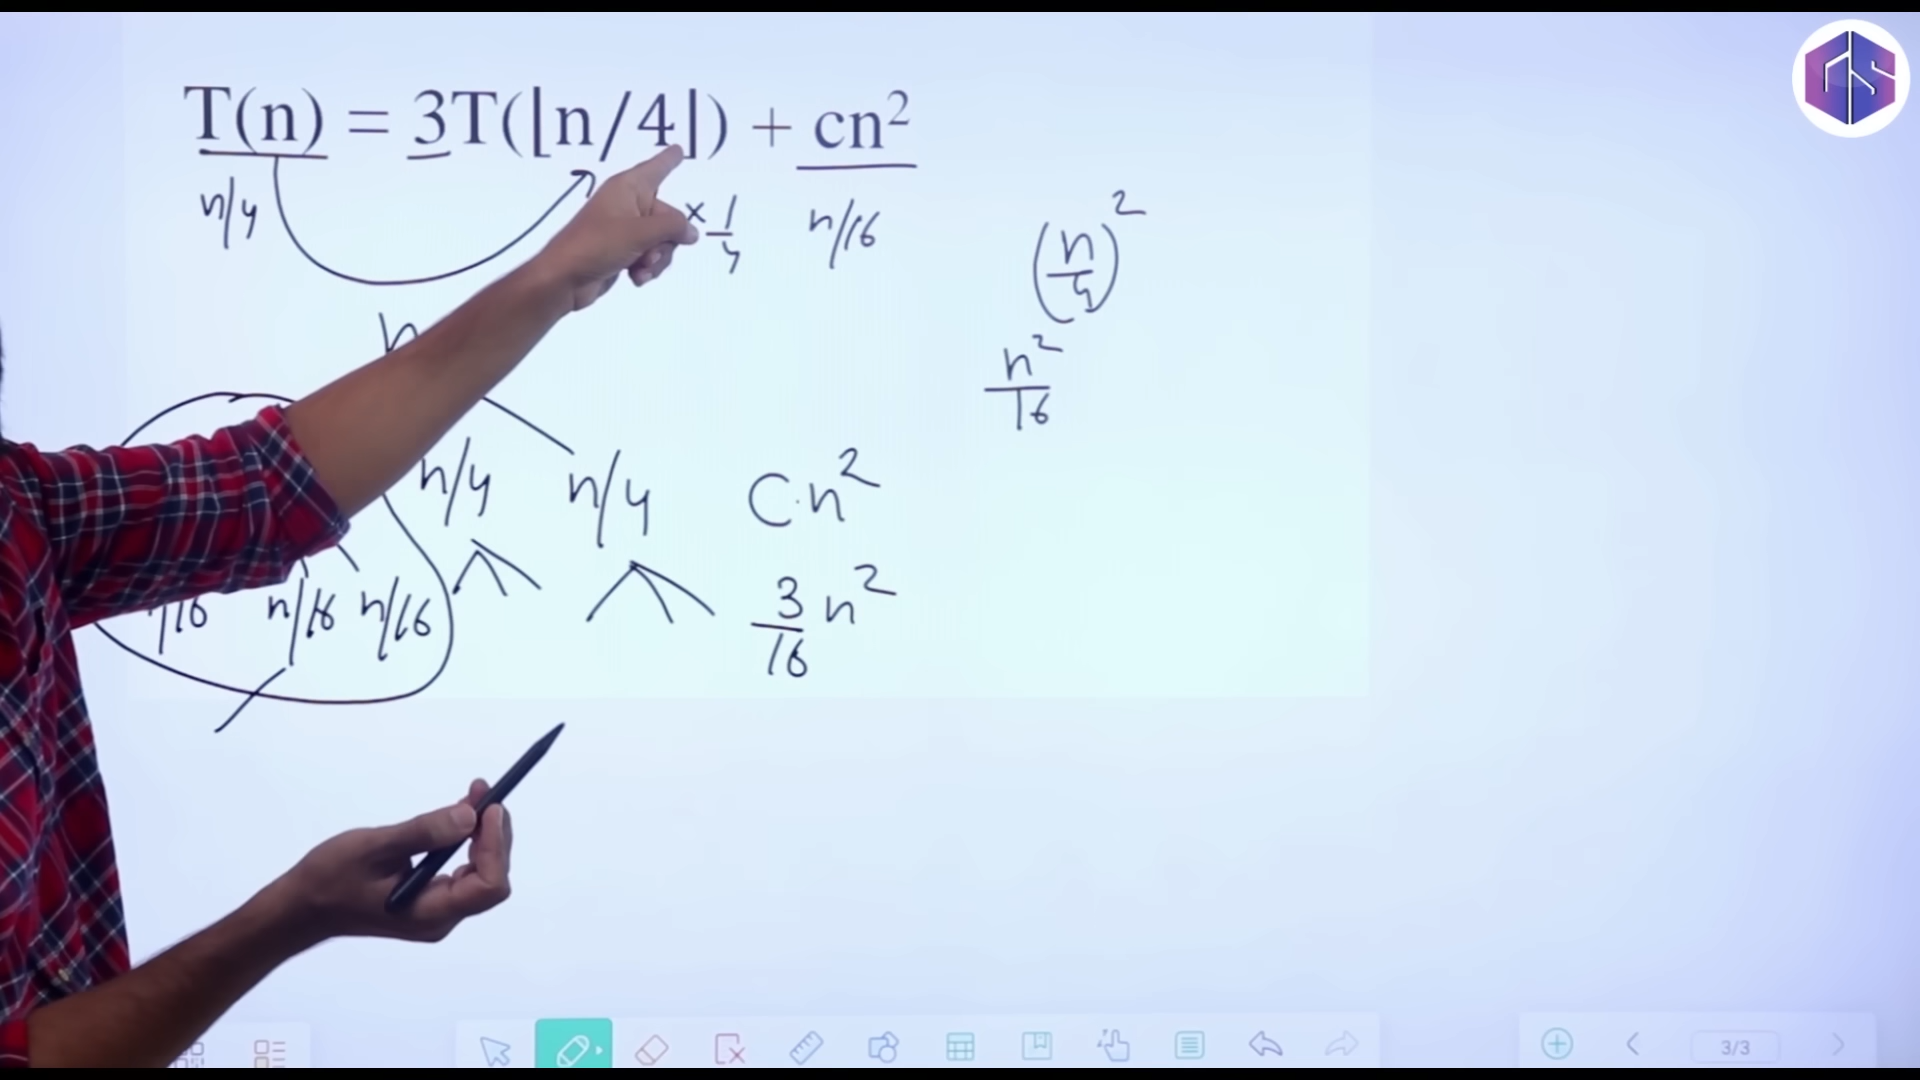 T(n) = 3T(⌊n/4⌋) + cn²
n/4 × 1/4 n/16
(n/4)²
n
n²/16
n/4 n/4 C·n²
n/16 n/16 3/16 n²
3/3